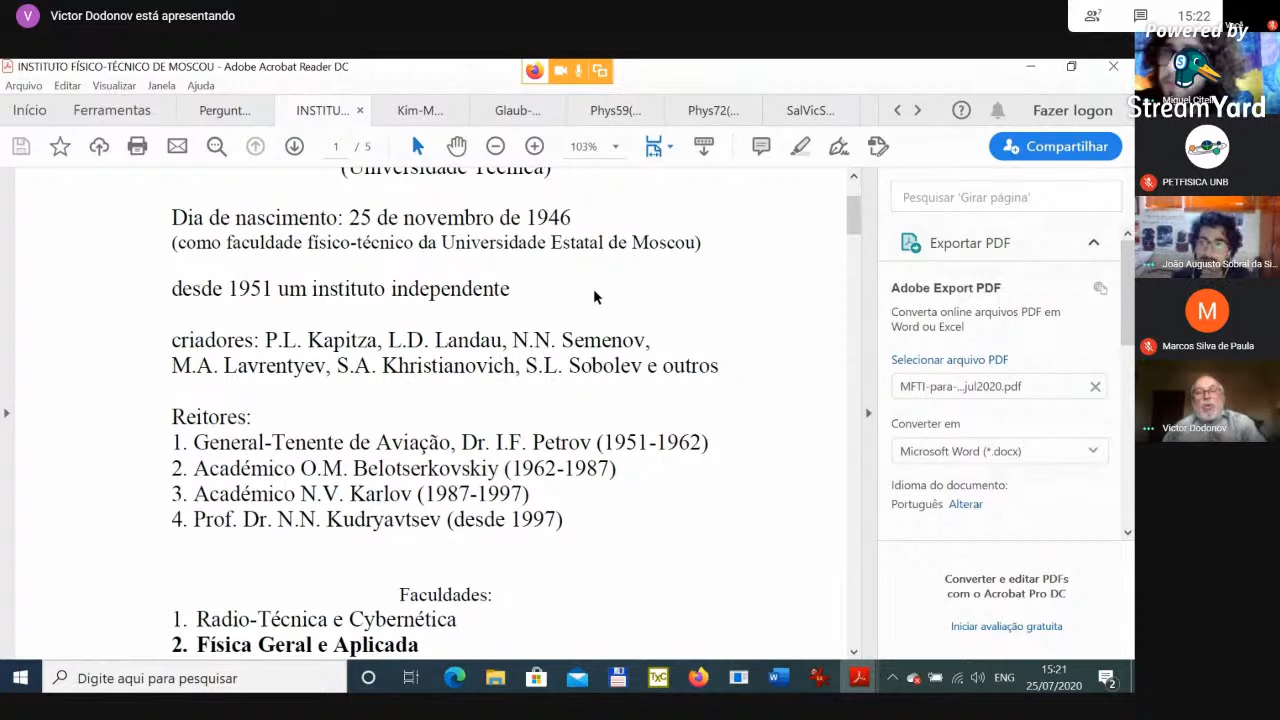 V Victor Dodonov está apresentando
7 15:22
Você
INSTITUTO FÍSICO-TÉCNICO DE MOSCOU - Adobe Acrobat Reader DC
Arquivo Editar Visualizar Janela Ajuda
Início Ferramentas Pergunt... INSTITU... Kim-M... Glaub-... Phys59(... Phys72(... SalVicS... Fazer logon
1 / 5 103% Compartilhar
(Universidade Técnica)
Dia de nascimento: 25 de novembro de 1946
(como faculdade físico-técnico da Universidade Estatal de Moscou)
desde 1951 um instituto independente
criadores: P.L. Kapitza, L.D. Landau, N.N. Semenov,
M.A. Lavrentyev, S.A. Khristianovich, S.L. Sobolev e outros
Reitores:
1. General-Tenente de Aviação, Dr. I.F. Petrov (1951-1962)
2. Académico O.M. Belotserkovskiy (1962-1987)
3. Académico N.V. Karlov (1987-1997)
4. Prof. Dr. N.N. Kudryavtsev (desde 1997)
Faculdades:
1. Radio-Técnica e Cybernética
2. Física Geral e Aplicada
Pesquisar 'Girar página'
Exportar PDF
Adobe Export PDF
Converta online arquivos PDF em
Word ou Excel
Selecionar arquivo PDF
MFTI-para-...jul2020.pdf
Converter em
Microsoft Word (*.docx)
Idioma do documento:
Português Alterar
Converter e editar PDFs
com o Acrobat Pro DC
Iniciar avaliação gratuita
Powered by
StreamYard
Miguel
PETFISICA UNB
João Augusto Sobral da Si...
M
Marcos Silva de Paula
Victor Dodonov
Digite aqui para pesquisar
TxC
ENG
15:21
25/07/2020
2